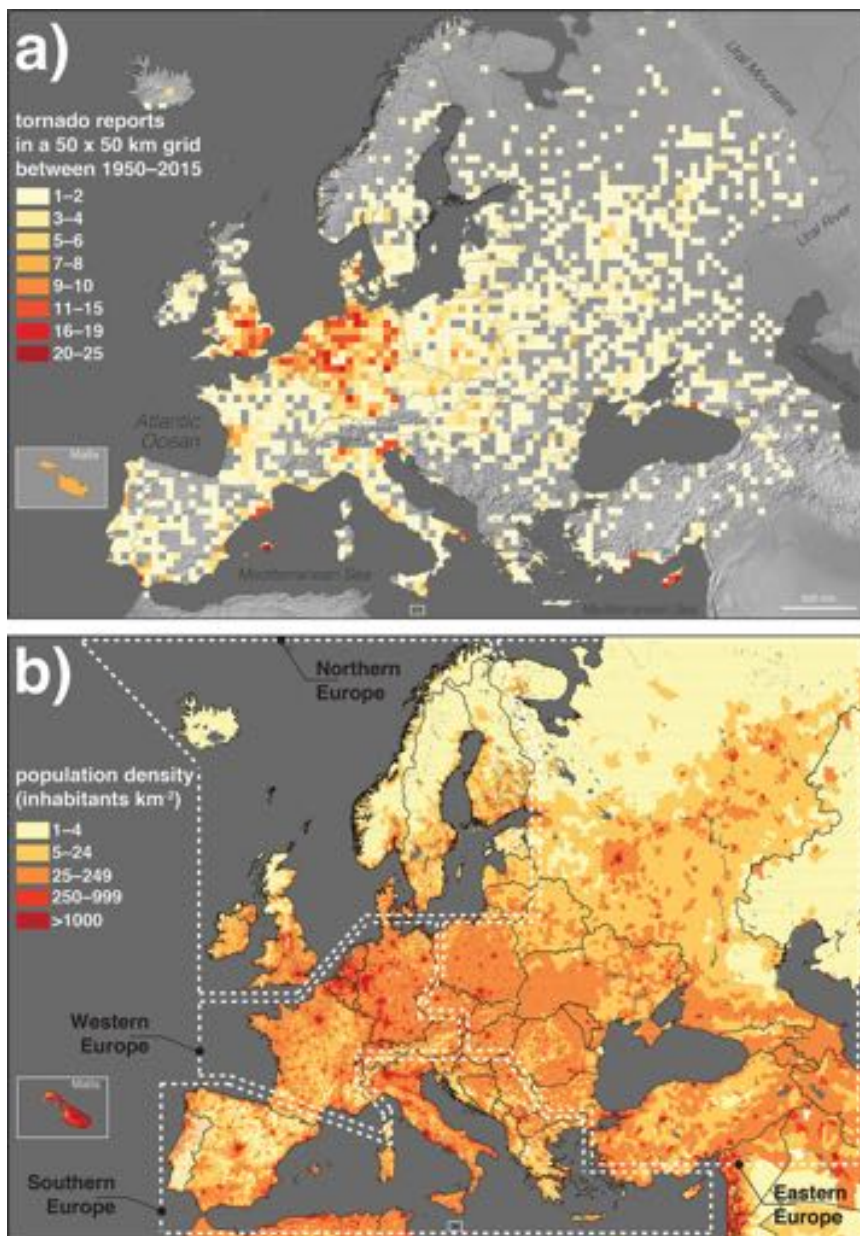 a)
Ural Mountains
Ural River
tornado reports
in a 50 x 50 km grid
between 1950–2015
1–2
3–4
5–6
7–8
9–10
11–15
16–19
20–25
Atlantic
Ocean
Malta
Mediterranean Sea
Mediterranean Sea
b)
Northern
Europe
population density
(inhabitants km⁻²)
1–4
5–24
25–249
250–999
>1000
Western
Europe
Malta
Southern
Europe
Eastern
Europe